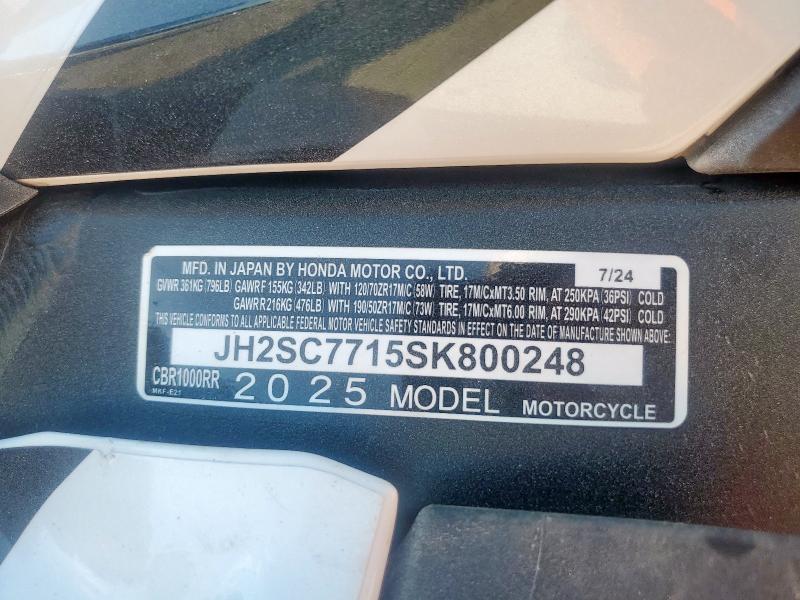 MFD. IN JAPAN BY HONDA MOTOR CO., LTD. 7/24
GVWR 361KG (796LB) GAWR F 155KG (342LB) WITH 120/70ZR17M/C (58W) TIRE, 17M/CxMT3.50 RIM, AT 250KPA (36PSI) COLD
GAWR R 216KG (476LB) WITH 190/50ZR17M/C (73W) TIRE, 17M/CxMT6.00 RIM, AT 290KPA (42PSI) COLD
THIS VEHICLE CONFORMS TO ALL APPLICABLE FEDERAL MOTOR VEHICLE SAFETY STANDARDS IN EFFECT ON THE DATE OF MANUFACTURE SHOWN ABOVE.
JH2SC7715SK800248
CBR1000RR 2025 MODEL MOTORCYCLE
MKF-E21